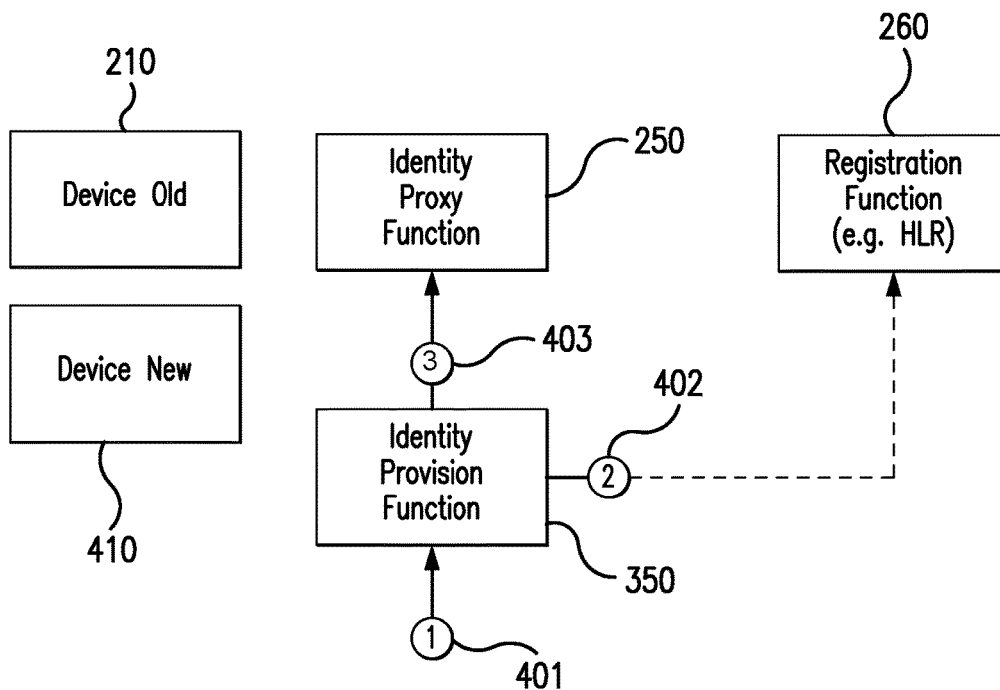 210
260
Device Old
Identity
Proxy
Function
250
Registration
Function
(e.g. HLR)
Device New
3
403
402
Identity
Provision
Function
2
410
350
1
401